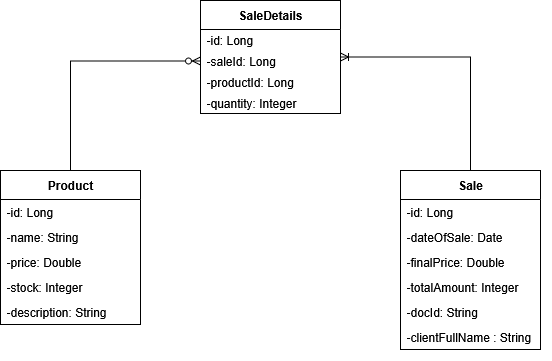 SaleDetails
-id: Long
-saleId: Long
-productId: Long
-quantity: Integer
Product
-id: Long
-name: String
-price: Double
-stock: Integer
-description: String
Sale
-id: Long
-dateOfSale: Date
-finalPrice: Double
-totalAmount: Integer
-docId: String
-clientFullName : String